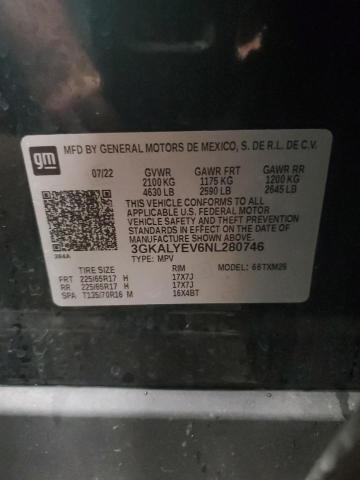 gm
MFD BY GENERAL MOTORS DE MEXICO, S. DE R.L. DE C.V.
07/22 GVWR GAWR FRT GAWR RR
2100 KG 1175 KG 1200 KG
4630 LB 2590 LB 2645 LB
THIS VEHICLE CONFORMS TO ALL
APPLICABLE U.S. FEDERAL MOTOR
VEHICLE SAFETY AND THEFT
PREVENTION STANDARDS IN EFFECT
ON THE DATE OF MANUFACTURE
SHOWN ABOVE.
3GKALYEV6NL280746
TYPE: MPV
TIRE SIZE RIM MODEL: 66TXM26
FRT 225/65R17 H 17X7J
RR 225/65R17 H 17X7J
SPA T135/70R16 M 16X4BT